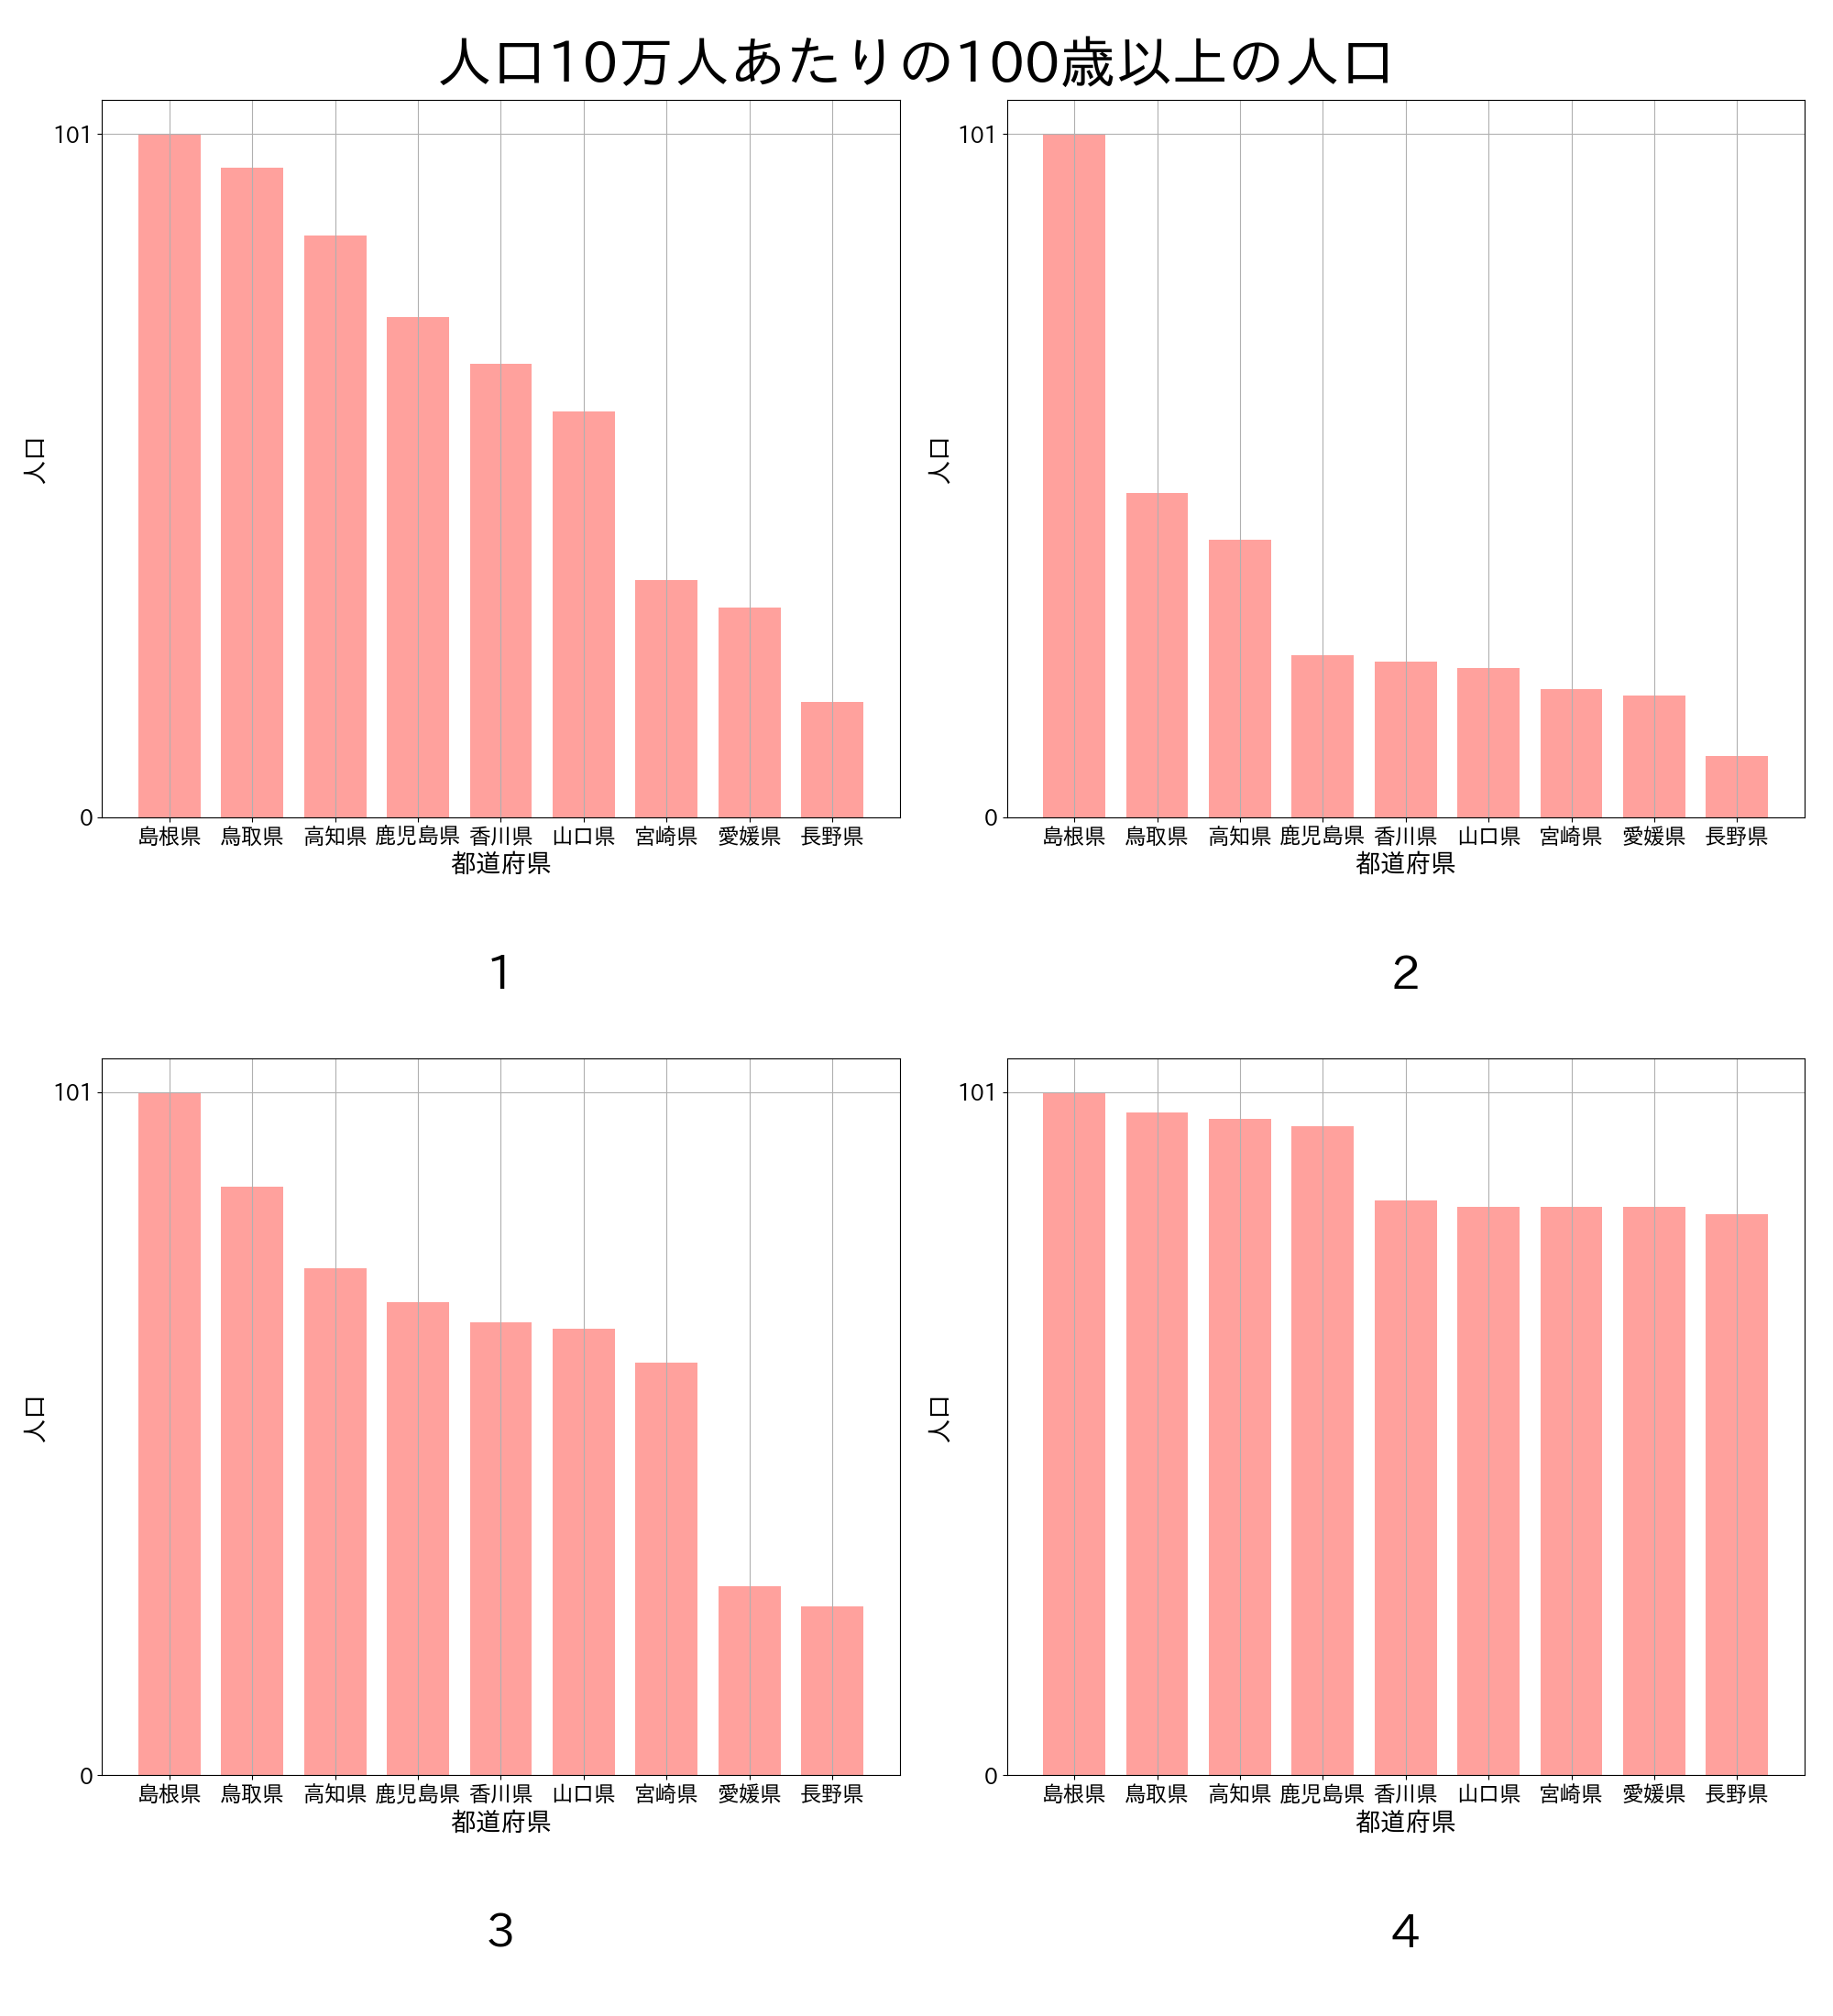 人口10万人あたりの100歳以上の人口
101
0
人口
島根県 鳥取県 高知県 鹿児島県 香川県 山口県 宮崎県 愛媛県 長野県
都道府県
1
101
0
人口
島根県 鳥取県 高知県 鹿児島県 香川県 山口県 宮崎県 愛媛県 長野県
都道府県
2
101
0
人口
島根県 鳥取県 高知県 鹿児島県 香川県 山口県 宮崎県 愛媛県 長野県
都道府県
3
101
0
人口
島根県 鳥取県 高知県 鹿児島県 香川県 山口県 宮崎県 愛媛県 長野県
都道府県
4